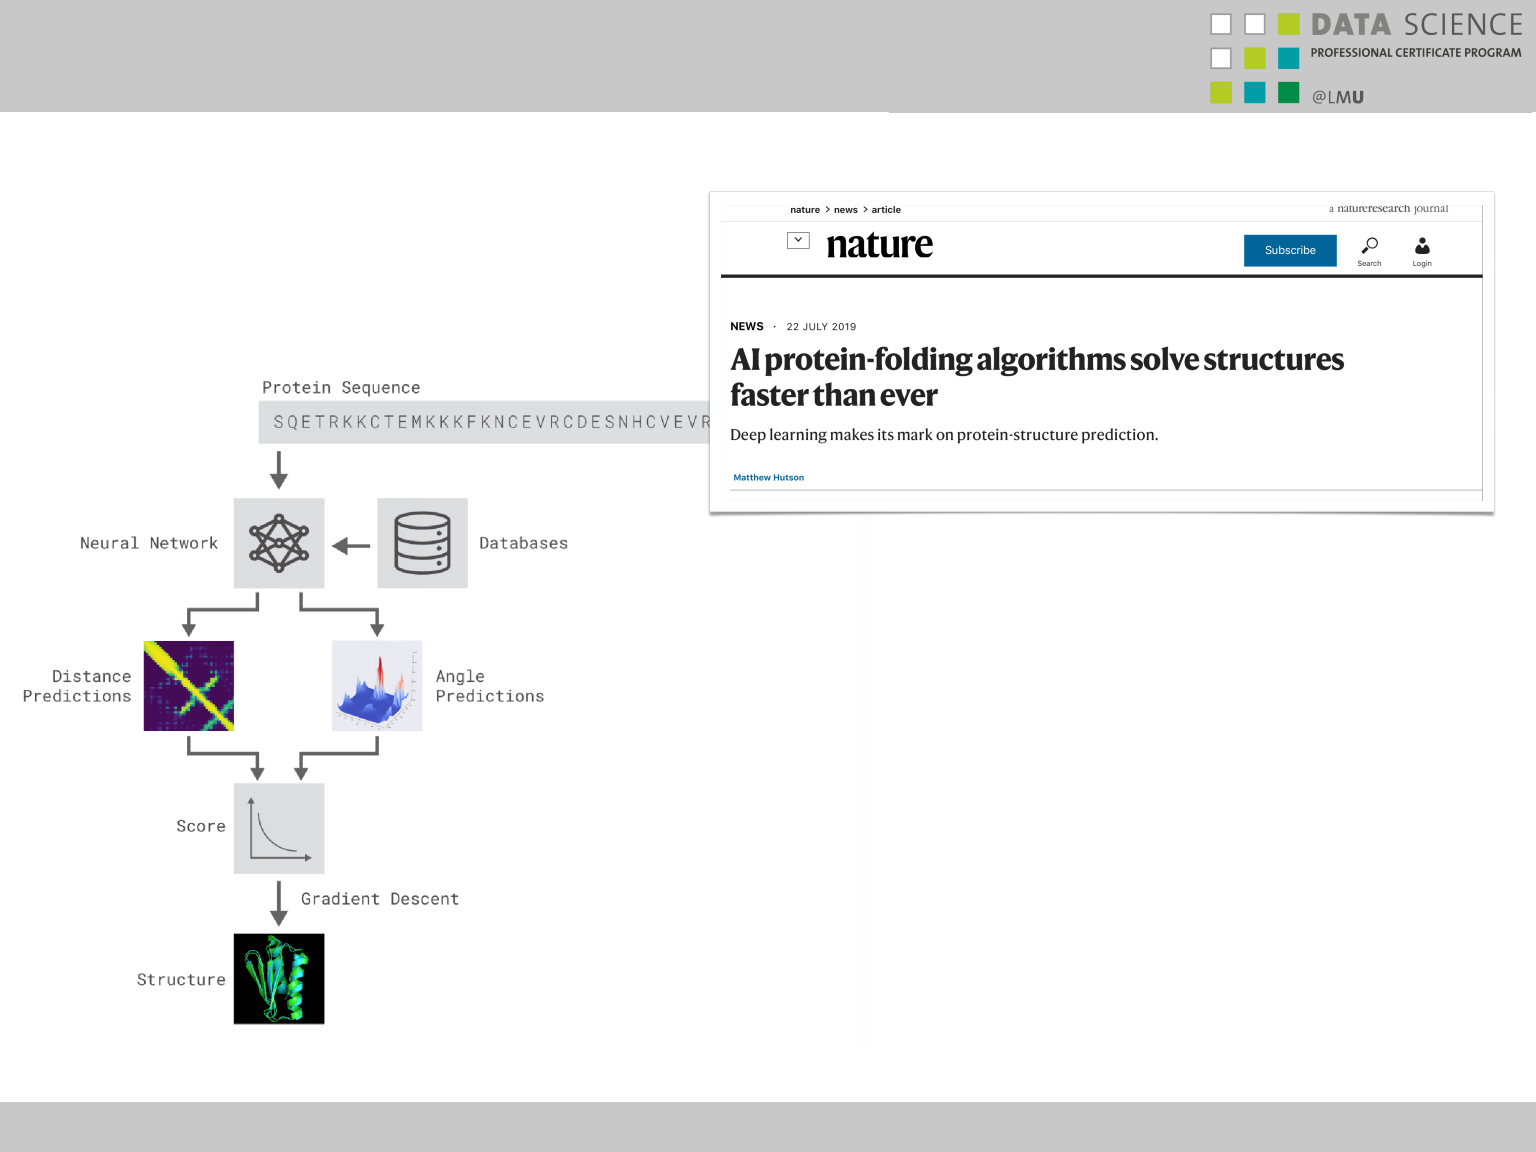 DATA SCIENCE
PROFESSIONAL CERTIFICATE PROGRAM
@LMU
nature > news > article
a natureresearch journal
nature
Subscribe
Search
Login
NEWS · 22 JULY 2019
AI protein-folding algorithms solve structures
faster than ever
Deep learning makes its mark on protein-structure prediction.
Matthew Hutson
Protein Sequence
SQETRKKCTEMKKKFKNCEVRCDESNHCVEVR
Neural Network
Databases
Distance
Predictions
Angle
Predictions
Score
Gradient Descent
Structure